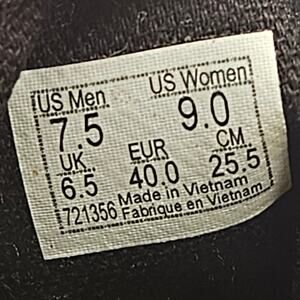 US Men US Women
7.5 9.0
UK EUR CM
6.5 40.0 25.5
721356 Made in Vietnam
Fabrique en Vietnam